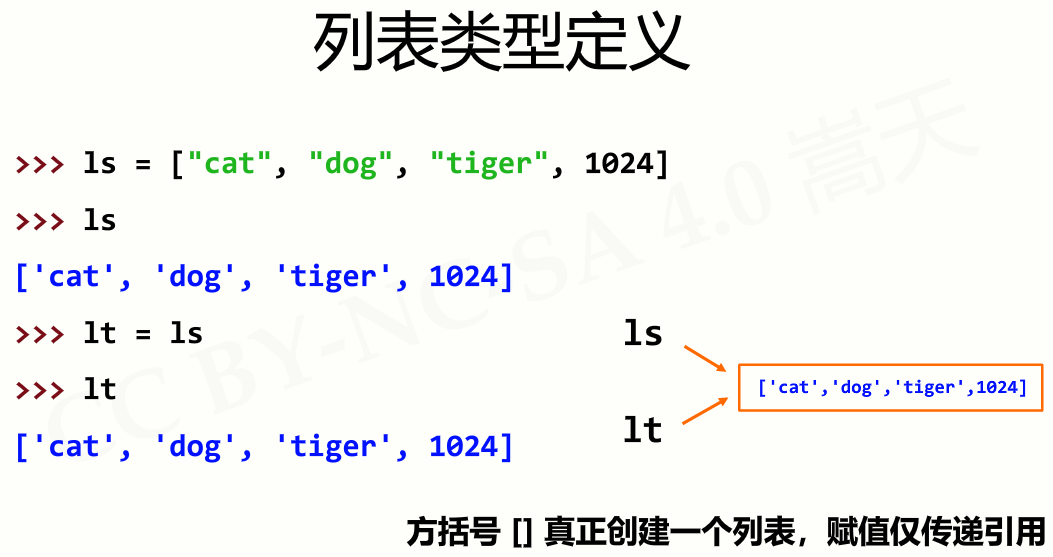 列表类型定义
>>> ls = ["cat", "dog", "tiger", 1024]
>>> ls
['cat', 'dog', 'tiger', 1024]
>>> lt = ls
>>> lt
['cat', 'dog', 'tiger', 1024]
ls
['cat','dog','tiger',1024]
lt
方括号 [] 真正创建一个列表，赋值仅传递引用
CC BY-NC-SA 4.0 嵩天